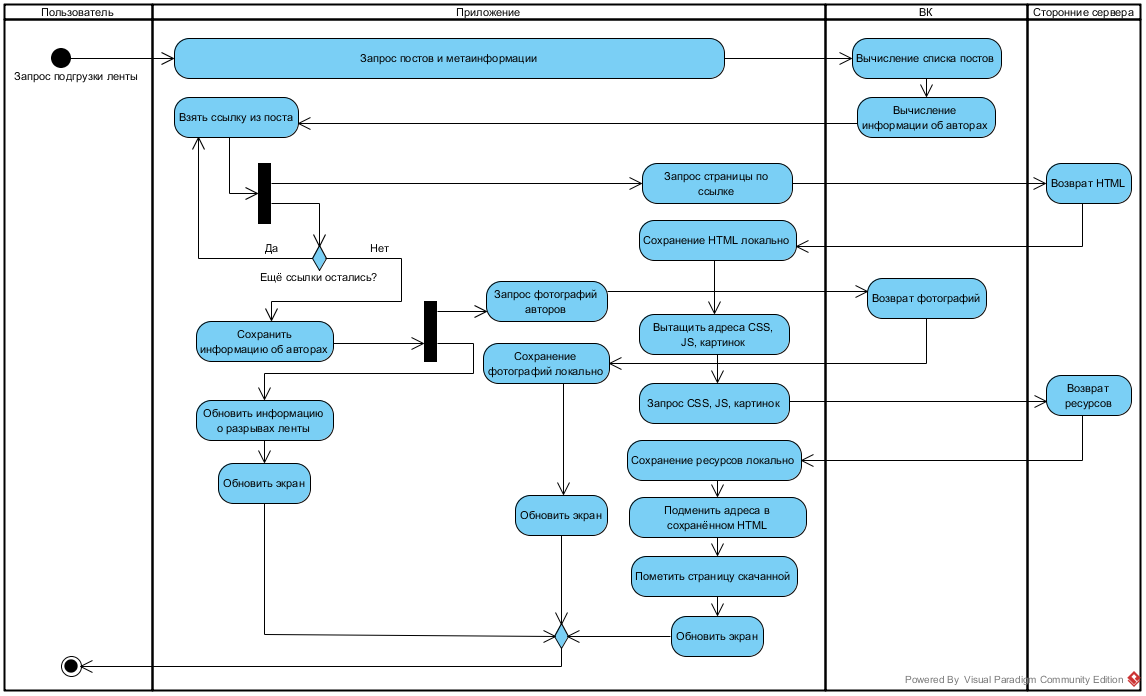 Пользователь
Приложение
ВК
Сторонние сервера
Запрос подгрузки ленты
Запрос постов и метаинформации
Вычисление списка постов
Взять ссылку из поста
Вычисление
информации об авторах
Запрос страницы по
ссылке
Возврат HTML
Сохранение HTML локально
Да
Нет
Ещё ссылки остались?
Запрос фотографий
авторов
Возврат фотографий
Сохранить
информацию об авторах
Вытащить адреса CSS,
JS, картинок
Сохранение
фотографий локально
Запрос CSS, JS, картинок
Возврат
ресурсов
Обновить информацию
о разрывах ленты
Сохранение ресурсов локально
Обновить экран
Обновить экран
Подменить адреса в
сохранённом HTML
Пометить страницу скачанной
Обновить экран
Powered By Visual Paradigm Community Edition